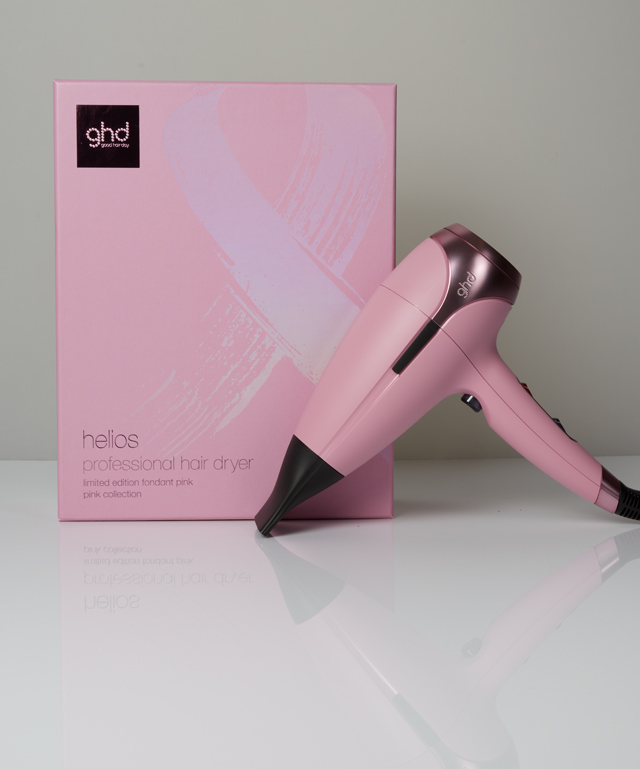 ghd
good hair day
helios
professional hair dryer
limited edition fondant pink
pink collection
ghd